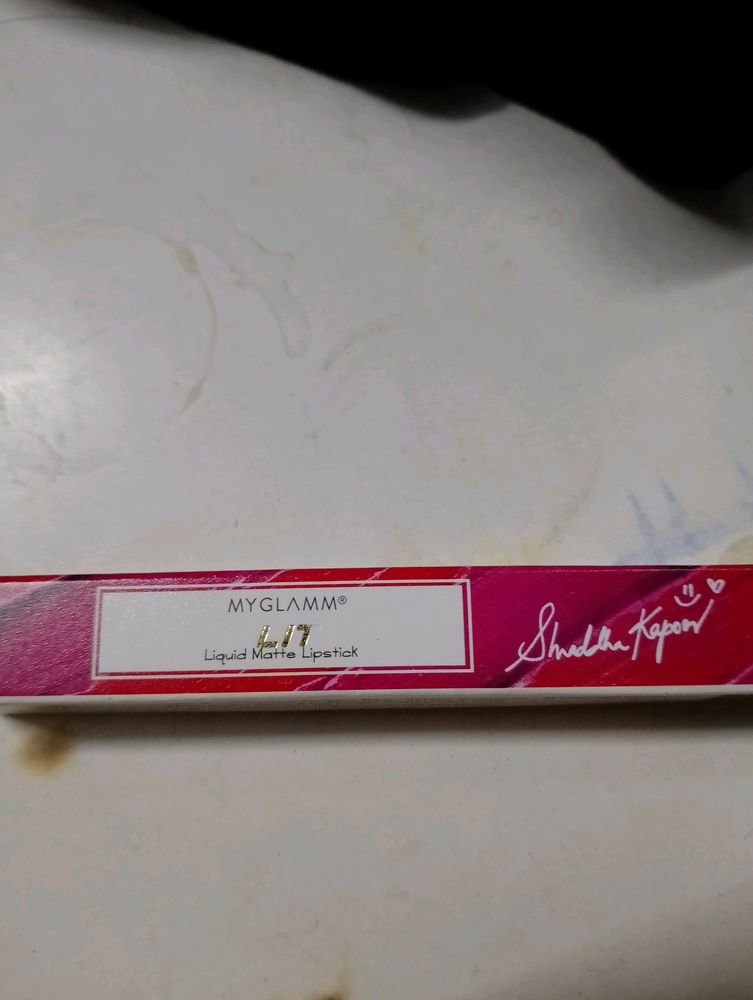 MYGLAMM®
LIT
Liquid Matte Lipstick
Shraddha Kapoor